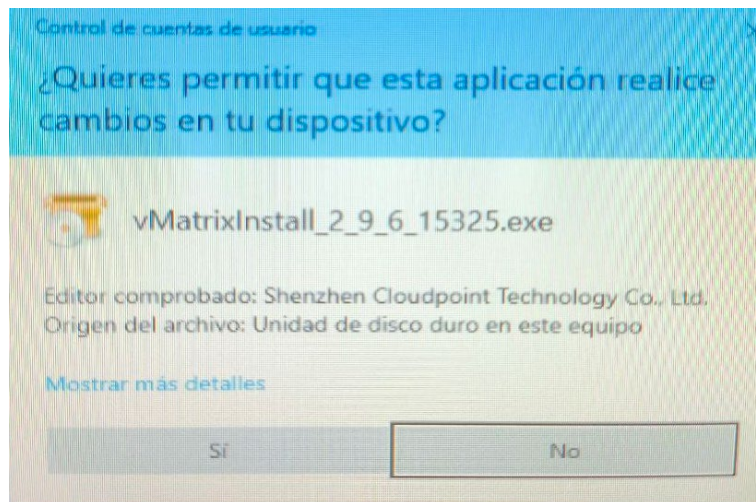 Control de cuentas de usuario
¿Quieres permitir que esta aplicación realice
cambios en tu dispositivo?
vMatrixInstall_2_9_6_15325.exe
Editor comprobado: Shenzhen Cloudpoint Technology Co., Ltd.
Origen del archivo: Unidad de disco duro en este equipo
Mostrar más detalles
Sí
No